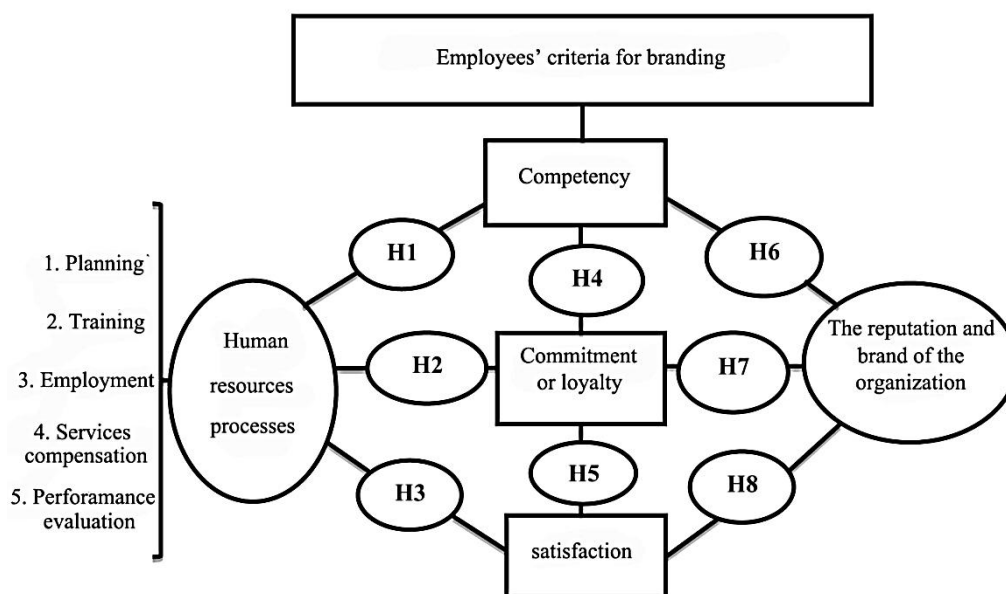 Employees' criteria for branding
Competency
H1
H6
1. Planning
H4
2. Training
Human
resources
processes
The reputation and
brand of the
organization
Commitment
or loyalty
H2
H7
3. Employment
4. Services
compensation
H5
H3
H8
5. Perforamance
evaluation
satisfaction